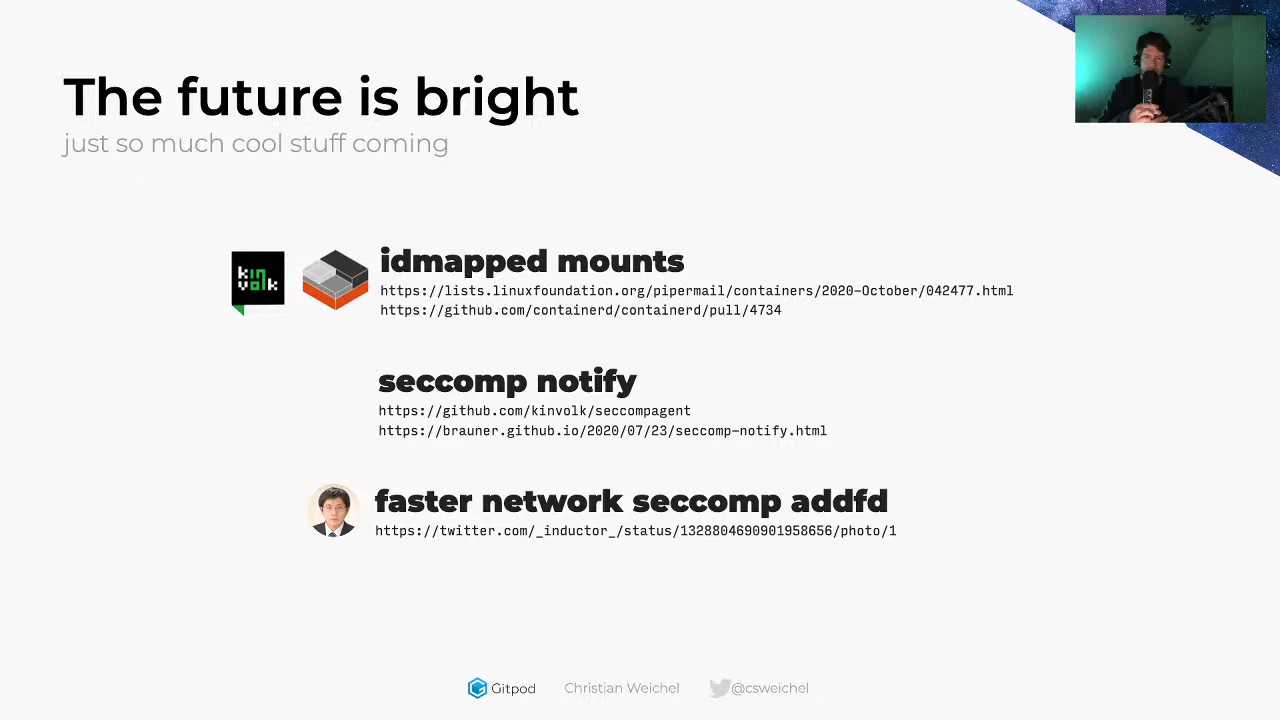 The future is bright
just so much cool stuff coming
kin
volk
idmapped mounts
https://lists.linuxfoundation.org/pipermail/containers/2020-October/042477.html
https://github.com/containerd/containerd/pull/4734
seccomp notify
https://github.com/kinvolk/seccompagent
https://brauner.github.io/2020/07/23/seccomp-notify.html
faster network seccomp addfd
https://twitter.com/_inductor_/status/1328804690901958656/photo/1
Gitpod Christian Weichel @csweichel